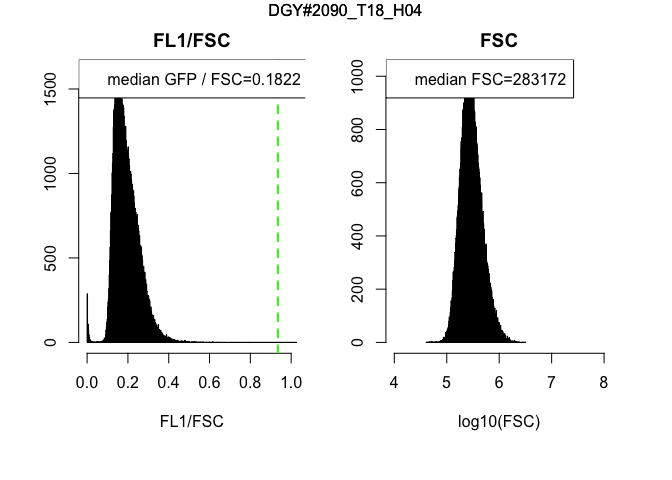 DGY#2090_T18_H04
FL1/FSC
median GFP / FSC=0.1822
0
500
1000
1500
0.0 0.2 0.4 0.6 0.8 1.0
FL1/FSC
FSC
median FSC=283172
0
200
400
600
800
1000
4 5 6 7 8
log10(FSC)